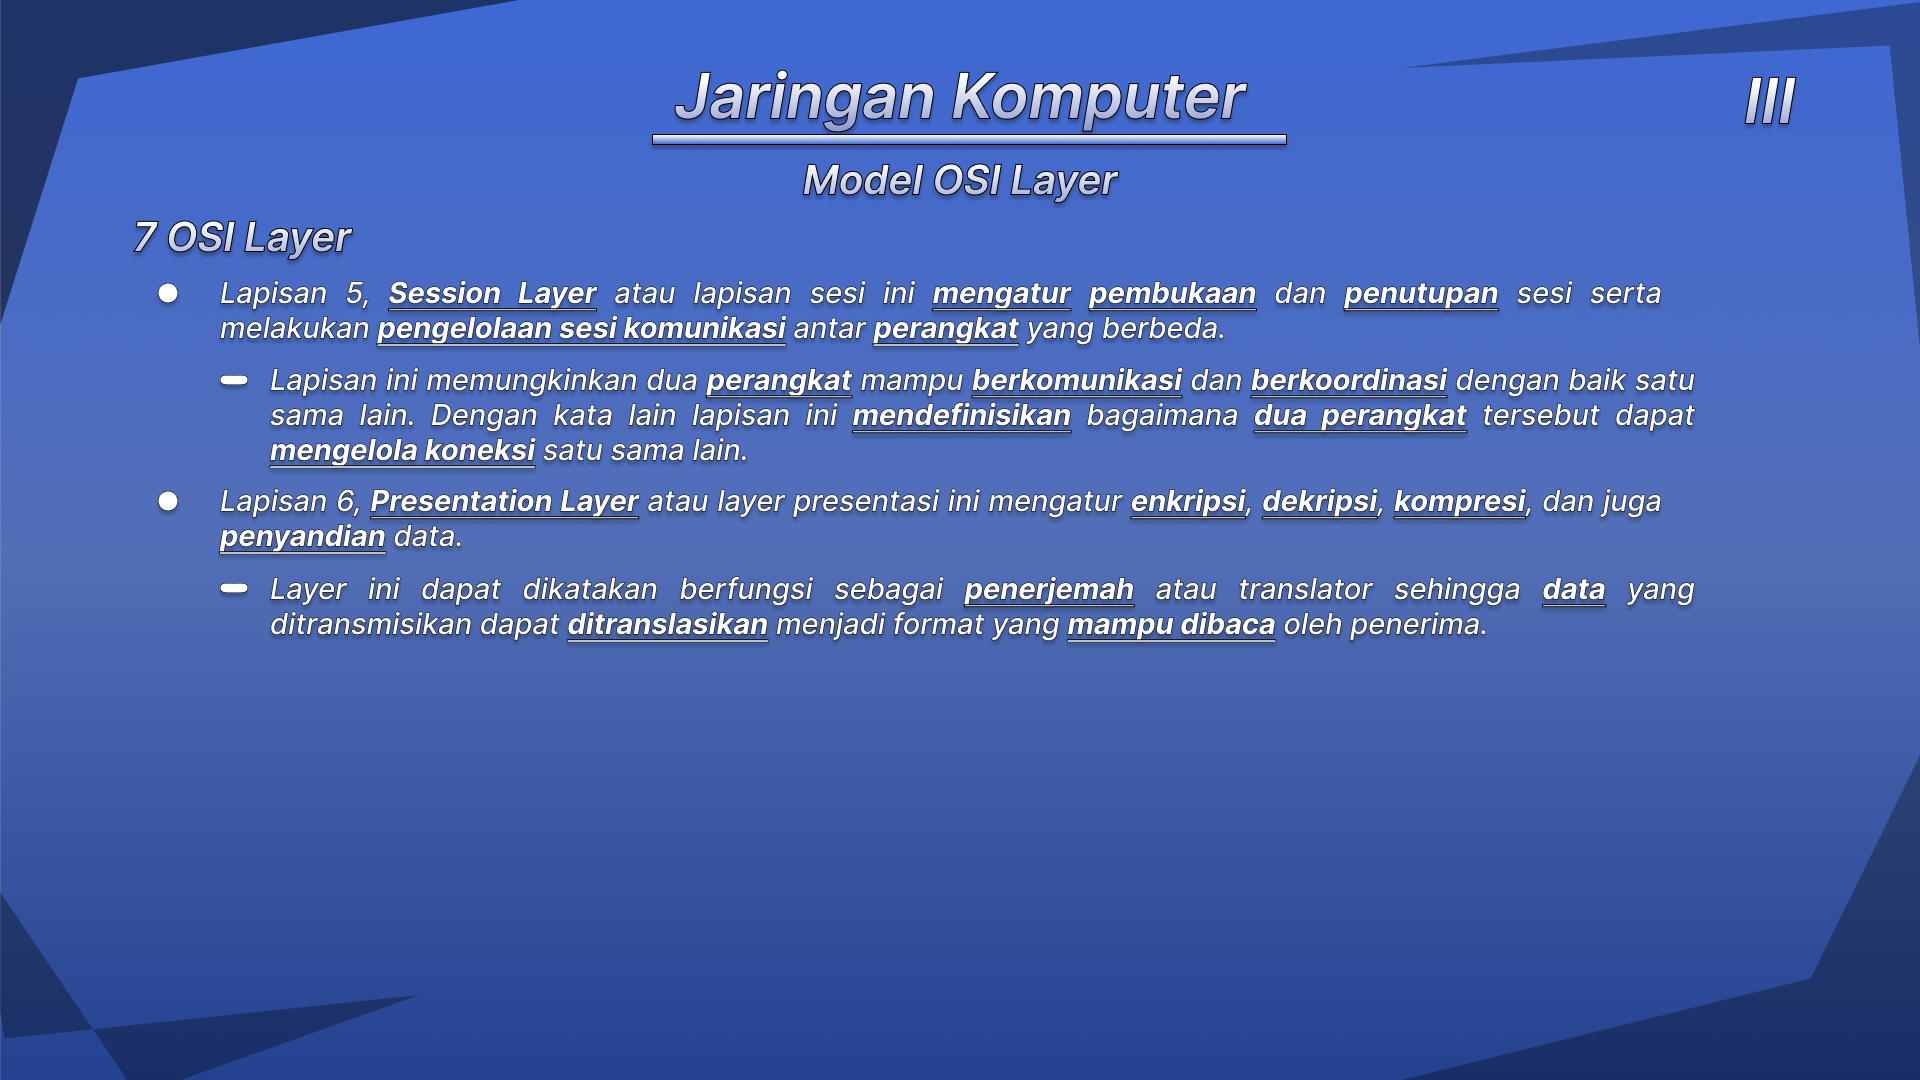 Jaringan Komputer
III
Model OSI Layer
7 OSI Layer
● Lapisan 5, Session Layer atau lapisan sesi ini mengatur pembukaan dan penutupan sesi serta
melakukan pengelolaan sesi komunikasi antar perangkat yang berbeda.
- Lapisan ini memungkinkan dua perangkat mampu berkomunikasi dan berkoordinasi dengan baik satu
sama lain. Dengan kata lain lapisan ini mendefinisikan bagaimana dua perangkat tersebut dapat
mengelola koneksi satu sama lain.
● Lapisan 6, Presentation Layer atau layer presentasi ini mengatur enkripsi, dekripsi, kompresi, dan juga
penyandian data.
- Layer ini dapat dikatakan berfungsi sebagai penerjemah atau translator sehingga data yang
ditransmisikan dapat ditranslasikan menjadi format yang mampu dibaca oleh penerima.